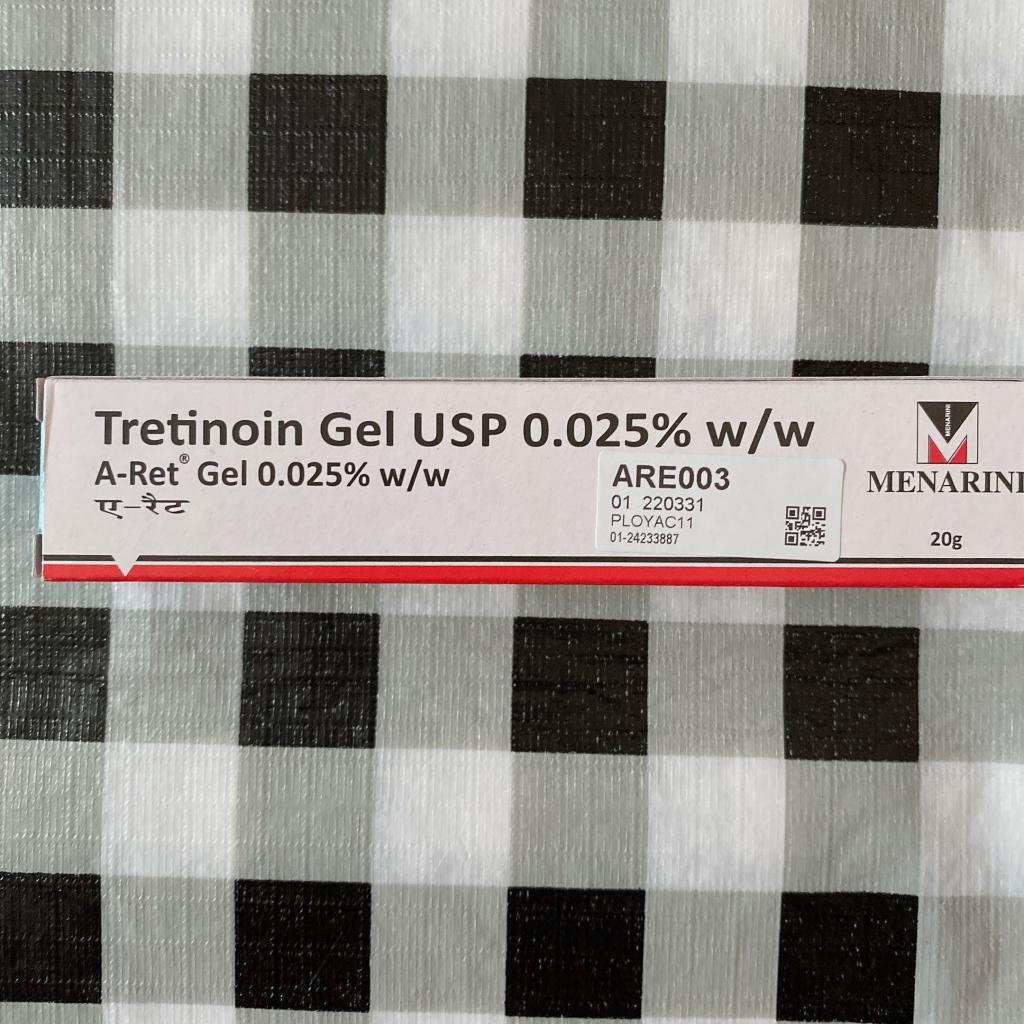 Tretinoin Gel USP 0.025% w/w
A-Ret® Gel 0.025% w/w
ए-रैट
ARE003
01 220331
PLOYAC11
01-24233887
MENARINI
MENARINI
20g